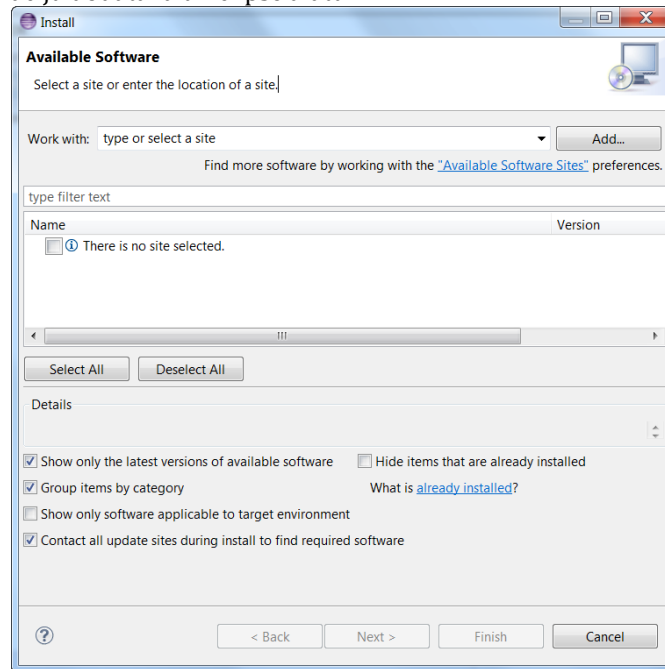 Install
Available Software
Select a site or enter the location of a site.
Work with: type or select a site Add...
Find more software by working with the "Available Software Sites" preferences.
type filter text
Name Version
There is no site selected.
Select All Deselect All
Details
Show only the latest versions of available software Hide items that are already installed
Group items by category What is already installed?
Show only software applicable to target environment
Contact all update sites during install to find required software
< Back Next > Finish Cancel